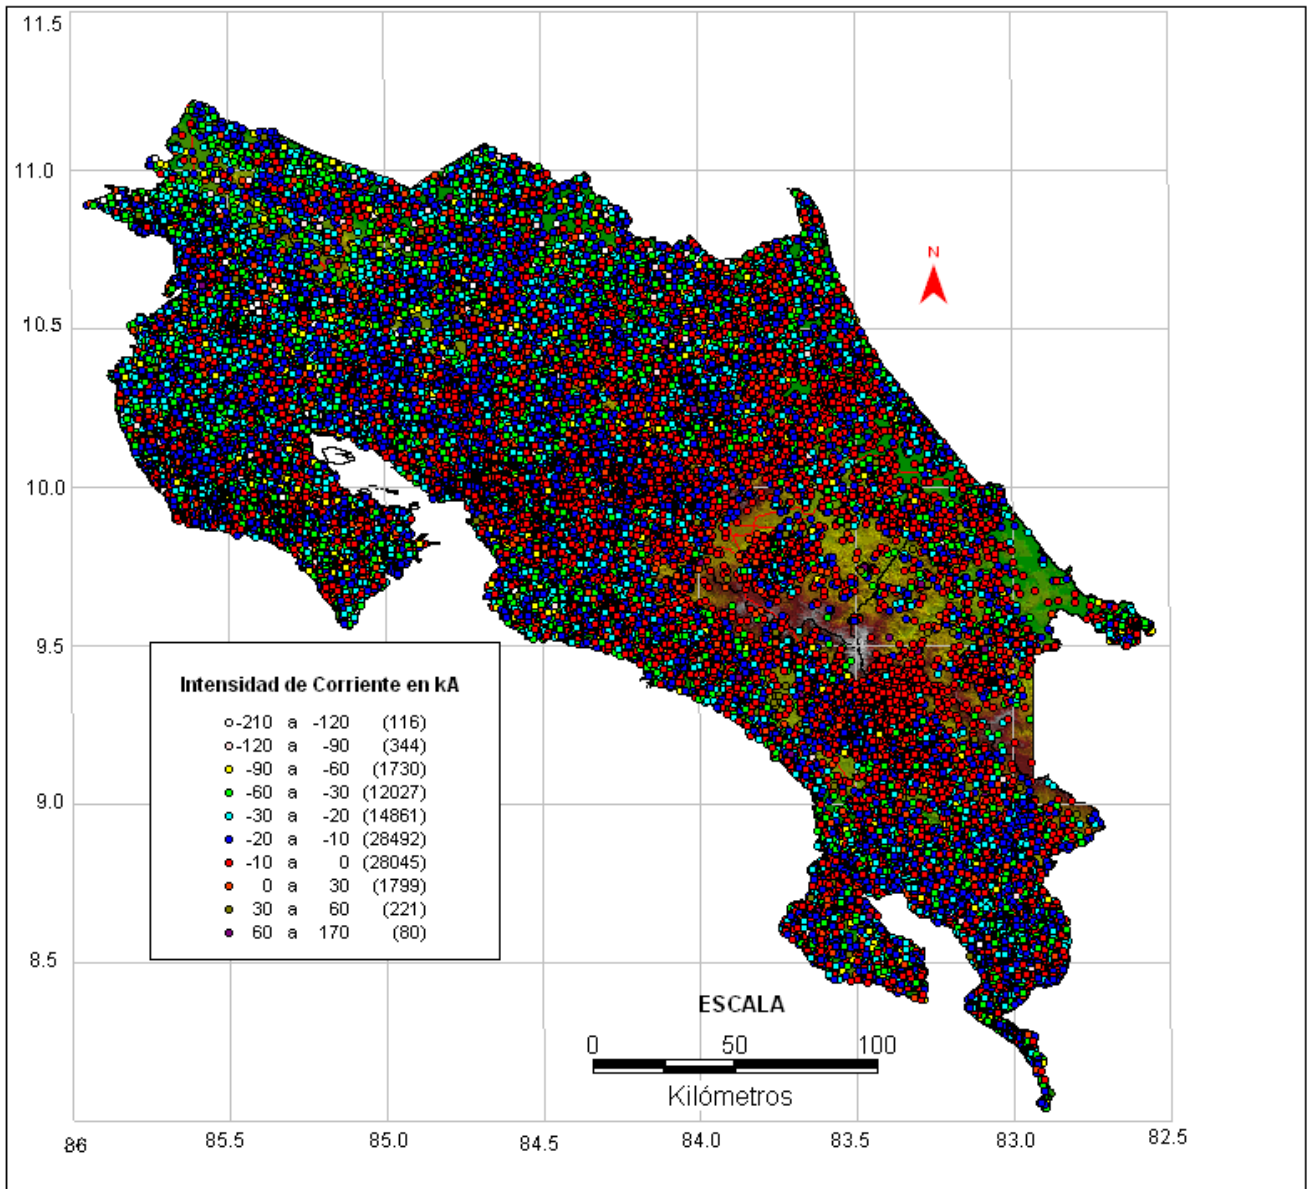 11.5
11.0
N
10.5
10.0
9.5
Intensidad de Corriente en kA
-210 a -120 (116)
-120 a -90 (344)
-90 a -60 (1730)
-60 a -30 (12027)
-30 a -20 (14861)
-20 a -10 (28492)
-10 a 0 (28045)
0 a 30 (1799)
30 a 60 (221)
60 a 170 (80)
9.0
8.5
ESCALA
0 50 100
Kilómetros
86 85.5 85.0 84.5 84.0 83.5 83.0 82.5